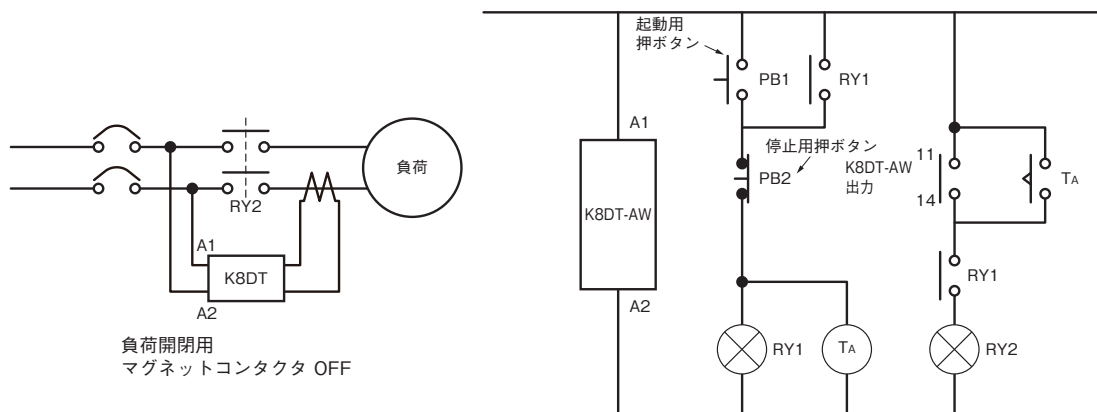 負荷
RY2
A1
K8DT
A2
負荷開閉用
マグネットコンタクタ OFF
起動用
押ボタン
PB1
RY1
A1
停止用押ボタン
PB2
K8DT-AW
出力
11
14
TA
K8DT-AW
RY1
A2
RY1
TA
RY2